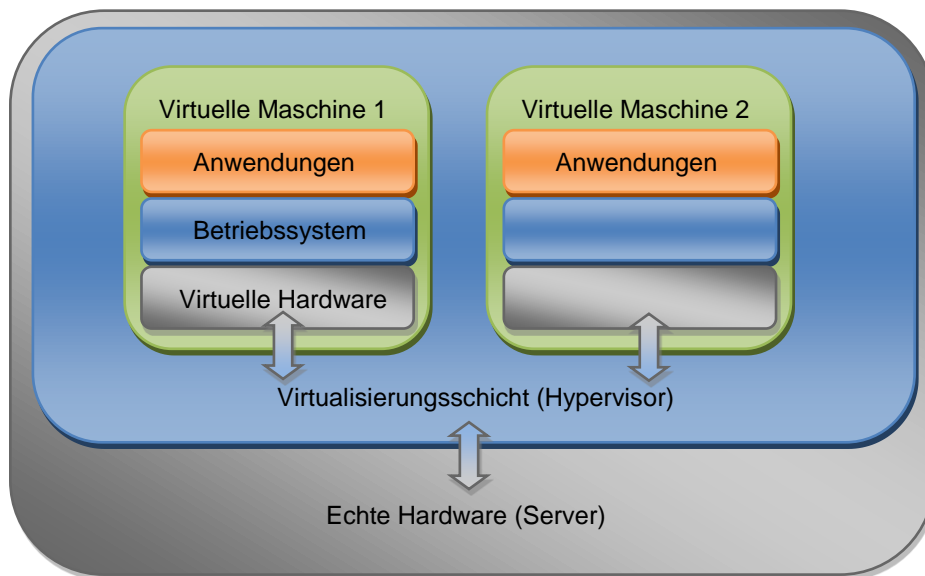 Virtuelle Maschine 1
Virtuelle Maschine 2
Anwendungen
Anwendungen
Betriebssystem
Virtuelle Hardware
Virtualisierungsschicht (Hypervisor)
Echte Hardware (Server)